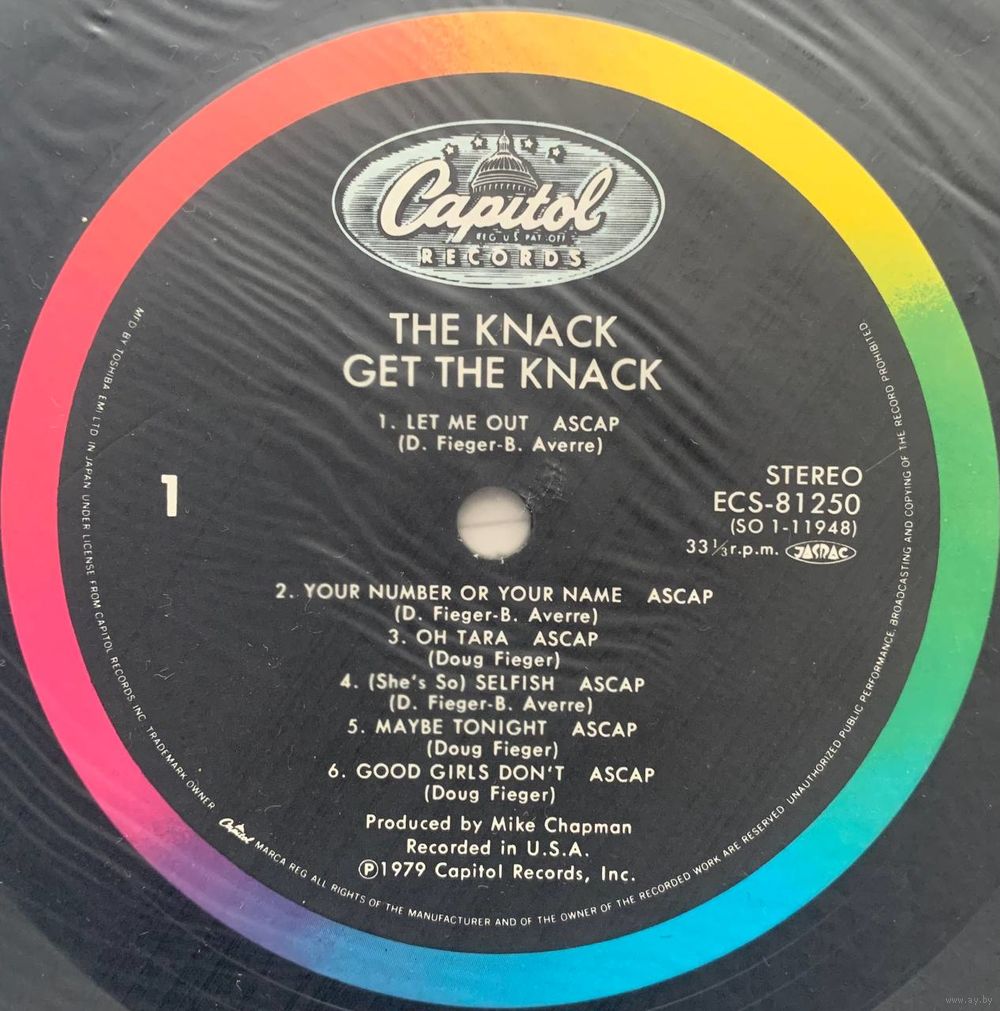 Capitol
REG U.S. PAT. OFF.
RECORDS
THE KNACK
GET THE KNACK
1. LET ME OUT ASCAP
(D. Fieger-B. Averre)
1
STEREO
ECS-81250
(SO 1-11948)
33⅓r.p.m. JASRAC
2. YOUR NUMBER OR YOUR NAME ASCAP
(D. Fieger-B. Averre)
3. OH TARA ASCAP
(Doug Fieger)
4. (She's So) SELFISH ASCAP
(D. Fieger-B. Averre)
5. MAYBE TONIGHT ASCAP
(Doug Fieger)
6. GOOD GIRLS DON'T ASCAP
(Doug Fieger)
Produced by Mike Chapman
Recorded in U.S.A.
Ⓟ1979 Capitol Records, Inc.
MFD BY TOSHIBA EMI LTD IN JAPAN UNDER LICENSE FROM CAPITOL RECORDS, INC. TRADEMARK OWNER Capitol MARCA REG ALL RIGHTS OF THE MANUFACTURER AND OF THE OWNER OF THE RECORDED WORK ARE RESERVED UNAUTHORIZED PUBLIC PERFORMANCE, BROADCASTING AND COPYING OF THE RECORD PROHIBITED
www.ay.by